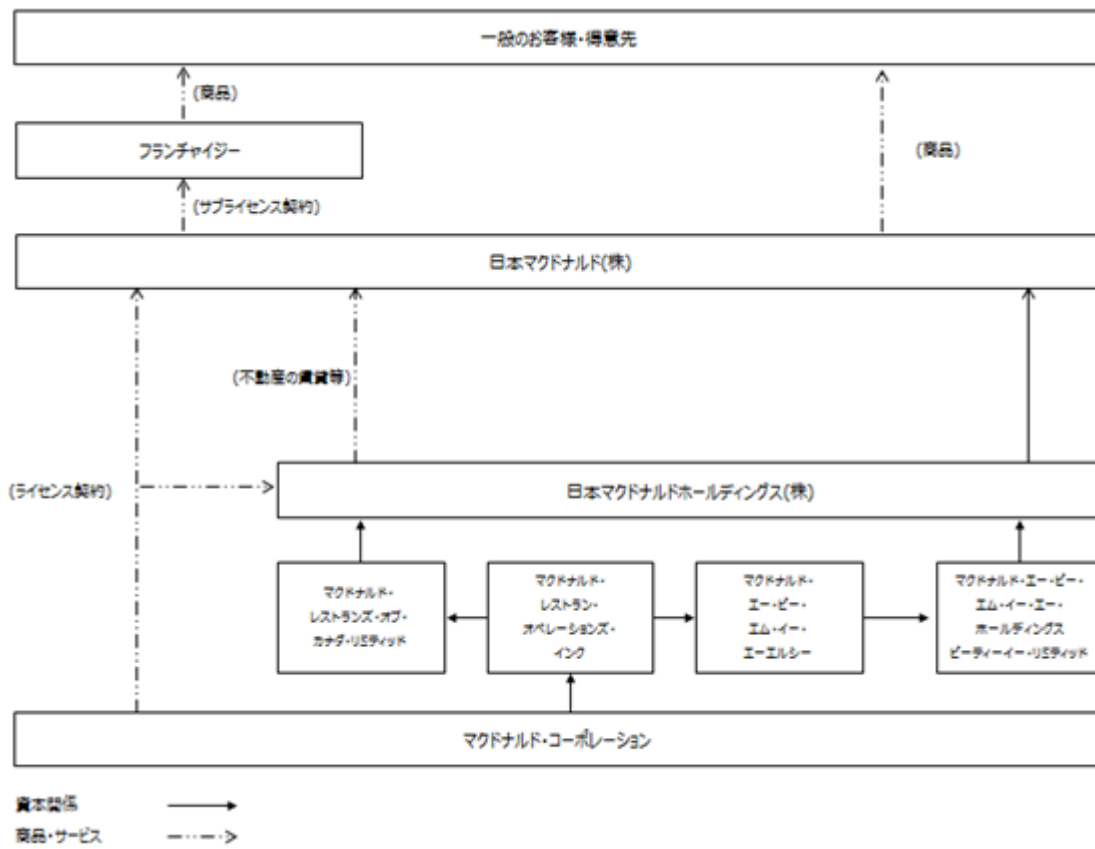 一般のお客様・得意先
(商品)
フランチャイジー
(商品)
(サブライセンス契約)
日本マクドナルド(株)
(不動産の賃貸等)
(ライセンス契約)
日本マクドナルドホールディングス(株)
マクドナルド・
レストランズ・オブ・
カナダ・リミティッド
マクドナルド・
レストラン・
オペレーションズ・
インク
マクドナルド・
エー・ピー・
エム・イー・
エーエルシー
マクドナルド・エー・ピー・
エム・イー・エー・
ホールディングス
ピーティーイー・リミティッド
マクドナルド・コーポレーション
資本関係
商品・サービス